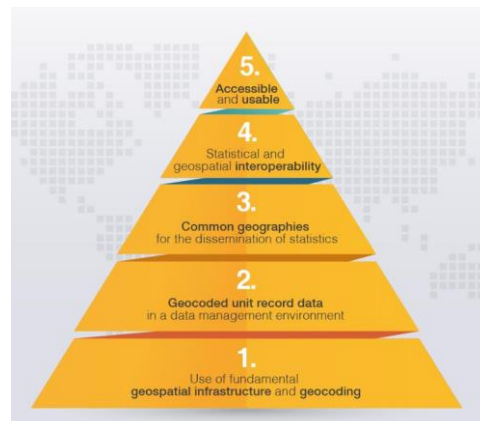 5.
Accessible
and usable
4.
Statistical and
geospatial interoperability
3.
Common geographies
for the dissemination of statistics
2.
Geocoded unit record data
in a data management environment
1.
Use of fundamental
geospatial infrastructure and geocoding